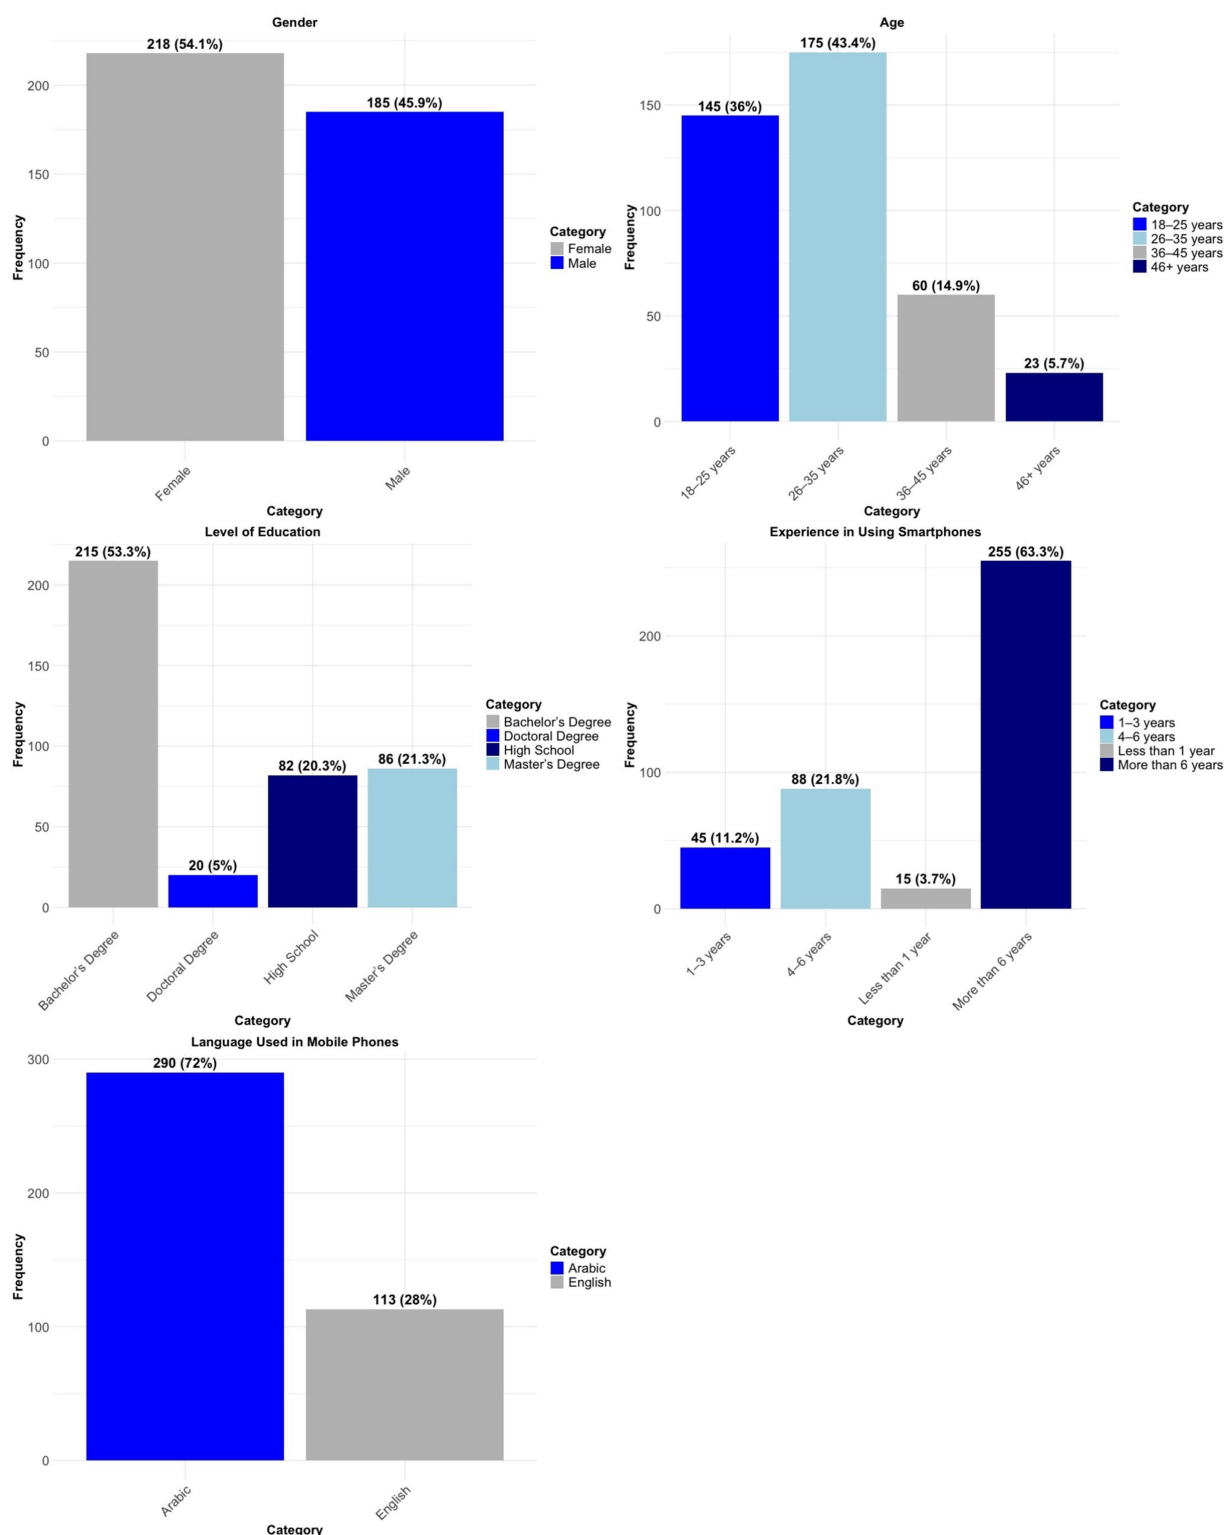 Gender
218 (54.1%)
185 (45.9%)
200
150
100
50
0
Frequency
Female
Male
Category
Category
Female
Male
Age
175 (43.4%)
145 (36%)
60 (14.9%)
23 (5.7%)
150
100
50
0
Frequency
18–25 years
26–35 years
36–45 years
46+ years
Category
Category
18–25 years
26–35 years
36–45 years
46+ years
Level of Education
215 (53.3%)
20 (5%)
82 (20.3%)
86 (21.3%)
200
150
100
50
0
Frequency
Bachelor’s Degree
Doctoral Degree
High School
Master’s Degree
Category
Category
Bachelor’s Degree
Doctoral Degree
High School
Master’s Degree
Experience in Using Smartphones
255 (63.3%)
45 (11.2%)
88 (21.8%)
15 (3.7%)
200
100
0
Frequency
1–3 years
4–6 years
Less than 1 year
More than 6 years
Category
Category
1–3 years
4–6 years
Less than 1 year
More than 6 years
Language Used in Mobile Phones
290 (72%)
113 (28%)
300
200
100
0
Frequency
Arabic
English
Category
Category
Arabic
English